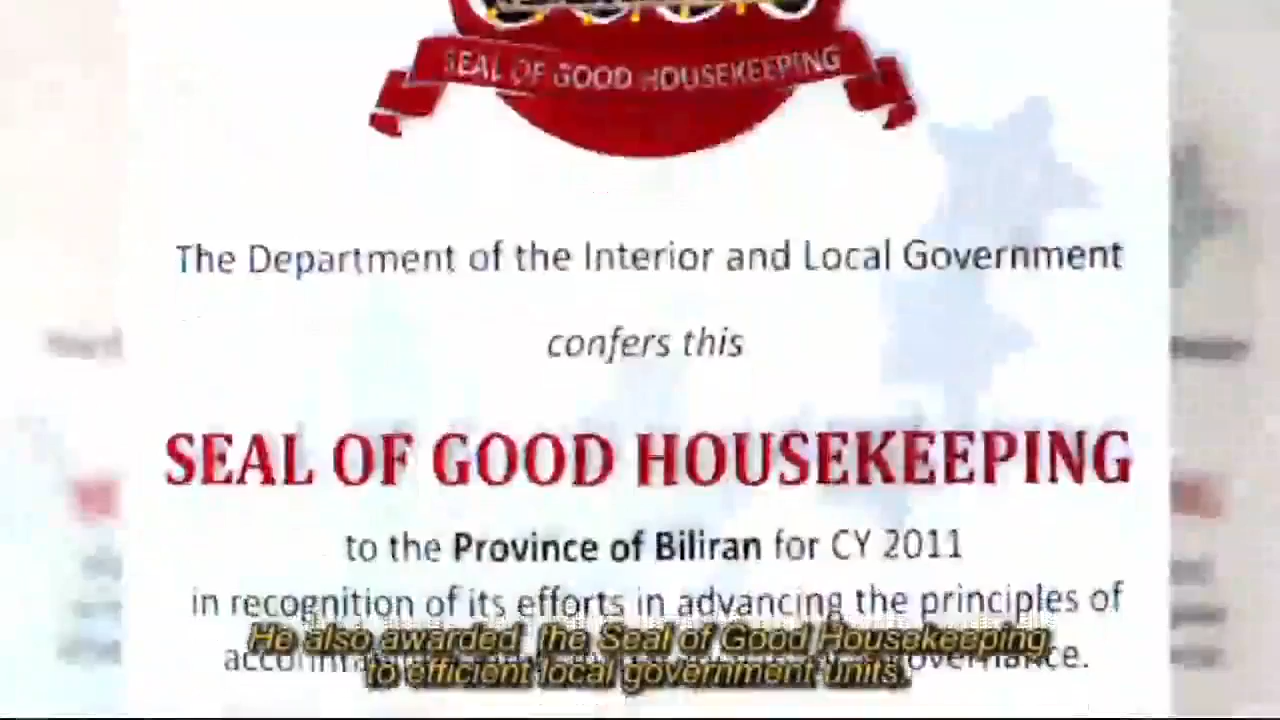 SEAL OF GOOD HOUSEKEEPING
The Department of the Interior and Local Government
confers this
SEAL OF GOOD HOUSEKEEPING
to the Province of Biliran for CY 2011
in recognition of its efforts in advancing the principles of
He also awarded the Seal of Good Housekeeping
to efficient local government units.